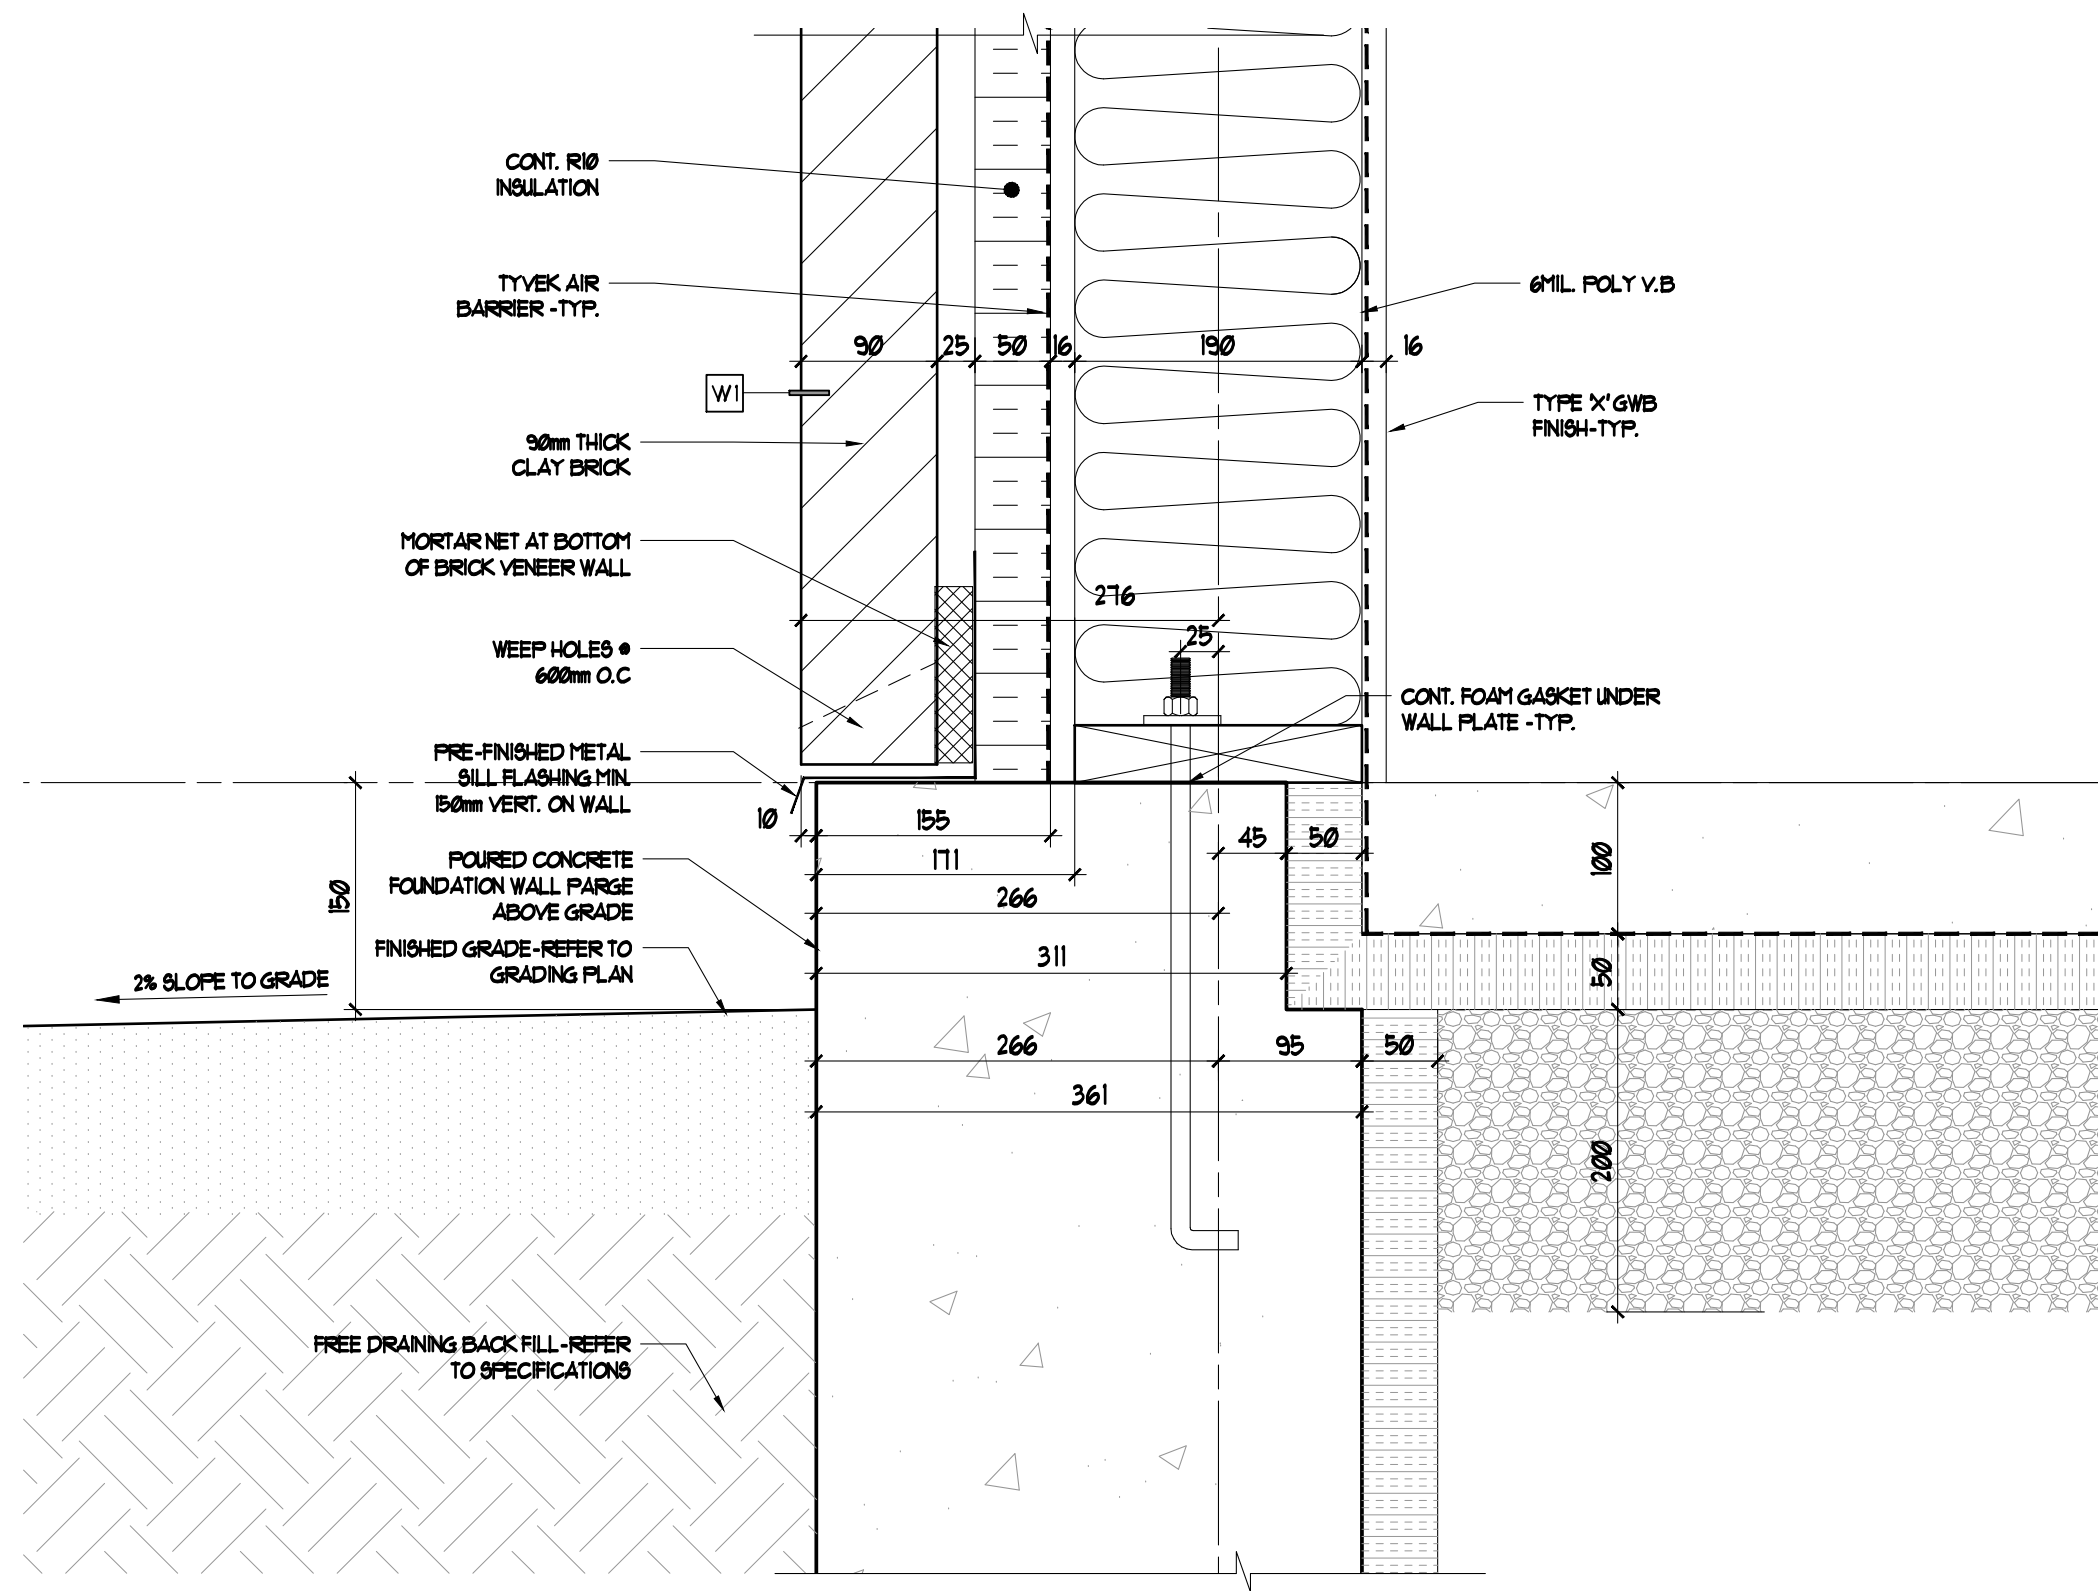 CONT. R10
INSULATION
TYVEK AIR
BARRIER -TYP.
6MIL. POLY V.B
90
25
50
16
190
16
W1
TYPE 'X' GWB
FINISH-TYP.
90mm THICK
CLAY BRICK
MORTAR NET AT BOTTOM
OF BRICK VENEER WALL
276
25
WEEP HOLES @
600mm O.C
CONT. FOAM GASKET UNDER
WALL PLATE -TYP.
PRE-FINISHED METAL
SILL FLASHING MIN.
150mm VERT. ON WALL
10
155
45
50
100
171
POURED CONCRETE
FOUNDATION WALL PARGE
ABOVE GRADE
150
266
FINISHED GRADE-REFER TO
GRADING PLAN
311
50
2% SLOPE TO GRADE
266
95
50
361
200
FREE DRAINING BACK FILL-REFER
TO SPECIFICATIONS